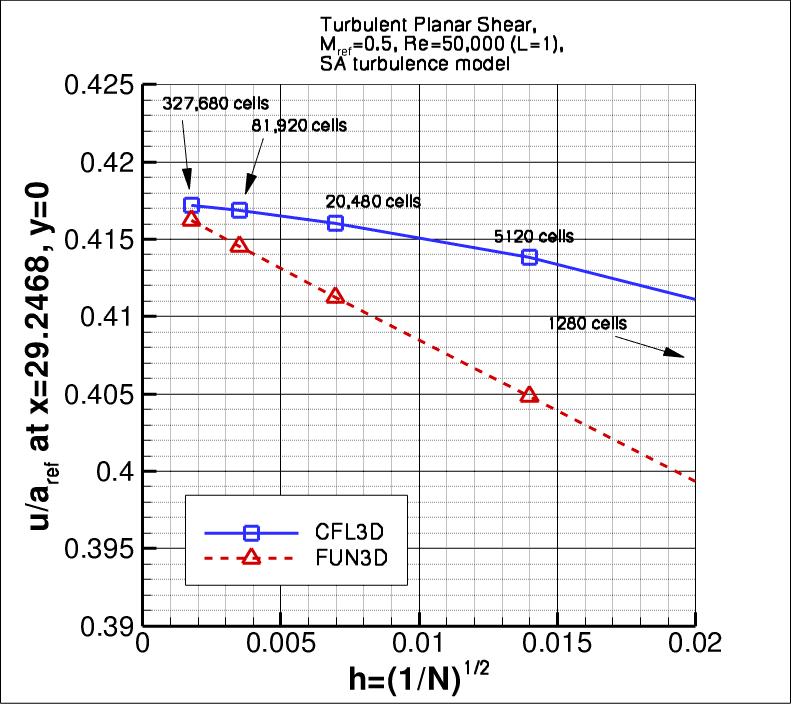 Turbulent Planar Shear,
M_ref=0.5, Re=50,000 (L=1),
SA turbulence model
0.425
327,680 cells
81,920 cells
0.42
20,480 cells
0.415
5120 cells
0.41
1280 cells
0.405
0.4
0.395
0.39
u/a_ref at x=29.2468, y=0
CFL3D
FUN3D
0 0.005 0.01 0.015 0.02
h=(1/N)^1/2